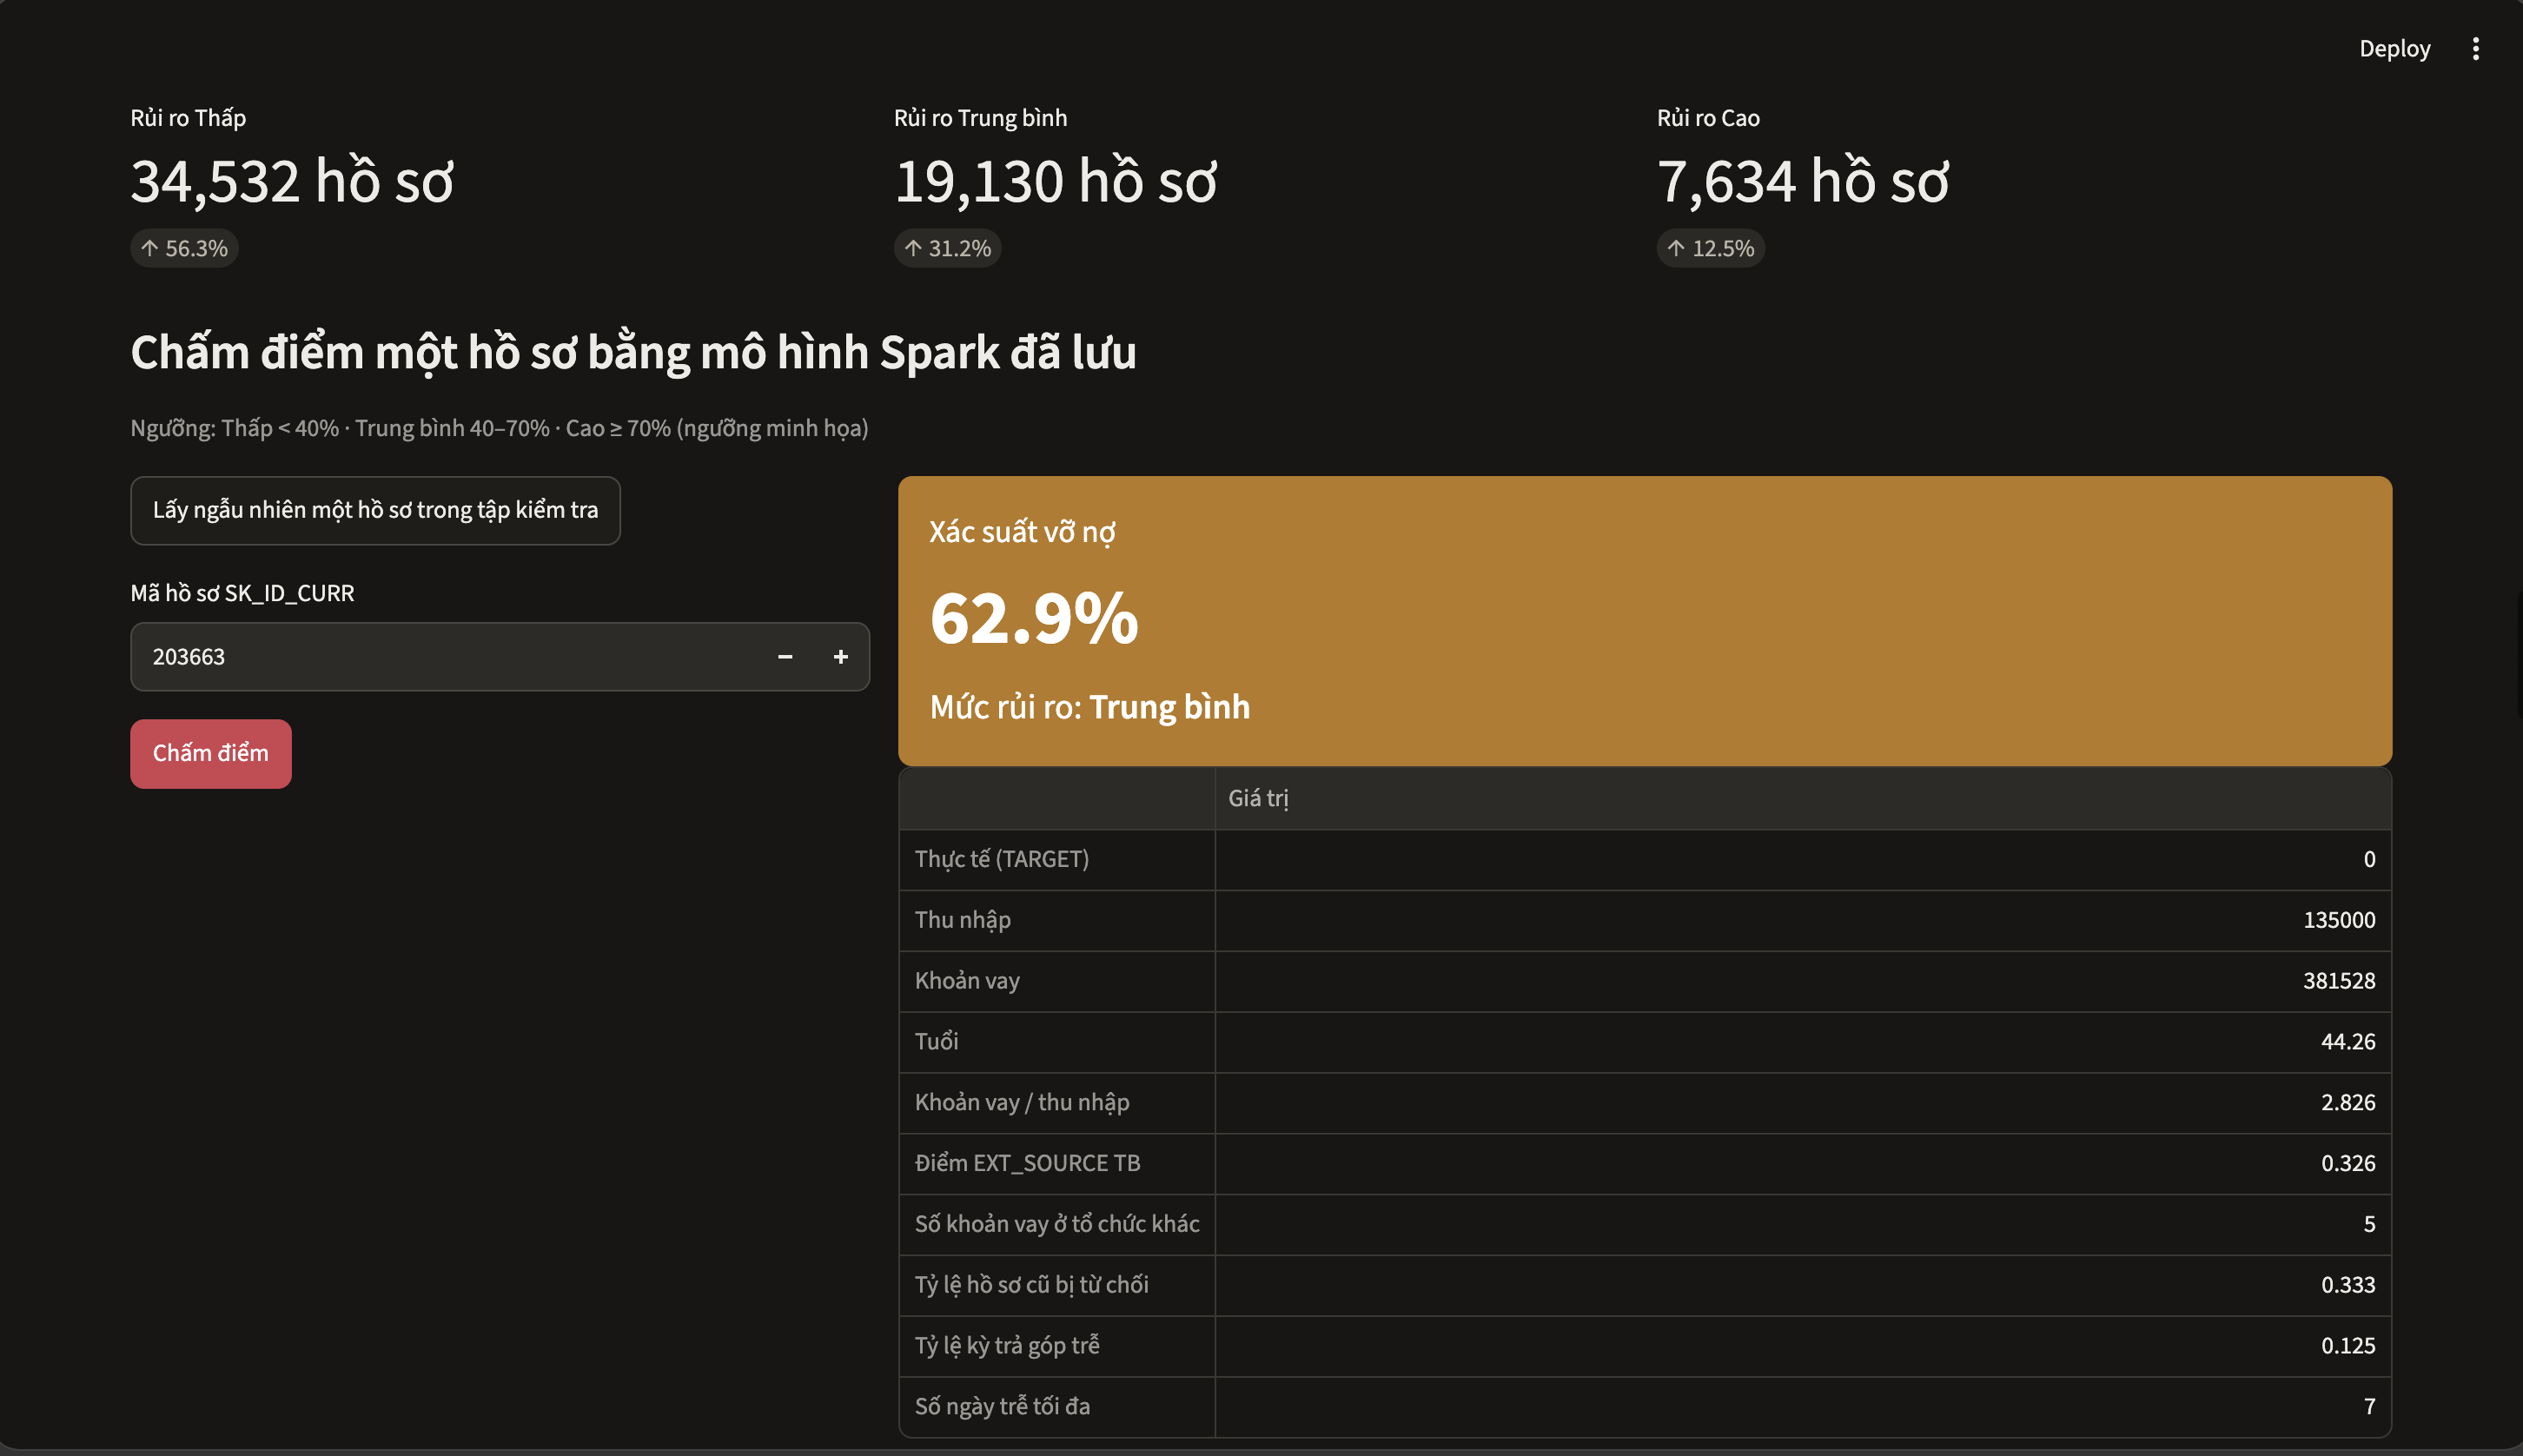 Deploy
Rủi ro Thấp
34,532 hồ sơ
↑ 56.3%
Rủi ro Trung bình
19,130 hồ sơ
↑ 31.2%
Rủi ro Cao
7,634 hồ sơ
↑ 12.5%
Chấm điểm một hồ sơ bằng mô hình Spark đã lưu
Ngưỡng: Thấp < 40% · Trung bình 40–70% · Cao ≥ 70% (ngưỡng minh họa)
Lấy ngẫu nhiên một hồ sơ trong tập kiểm tra
Mã hồ sơ SK_ID_CURR
203663 − +
Chấm điểm
Xác suất vỡ nợ
62.9%
Mức rủi ro: Trung bình
Giá trị
Thực tế (TARGET) 0
Thu nhập 135000
Khoản vay 381528
Tuổi 44.26
Khoản vay / thu nhập 2.826
Điểm EXT_SOURCE TB 0.326
Số khoản vay ở tổ chức khác 5
Tỷ lệ hồ sơ cũ bị từ chối 0.333
Tỷ lệ kỳ trả góp trễ 0.125
Số ngày trễ tối đa 7